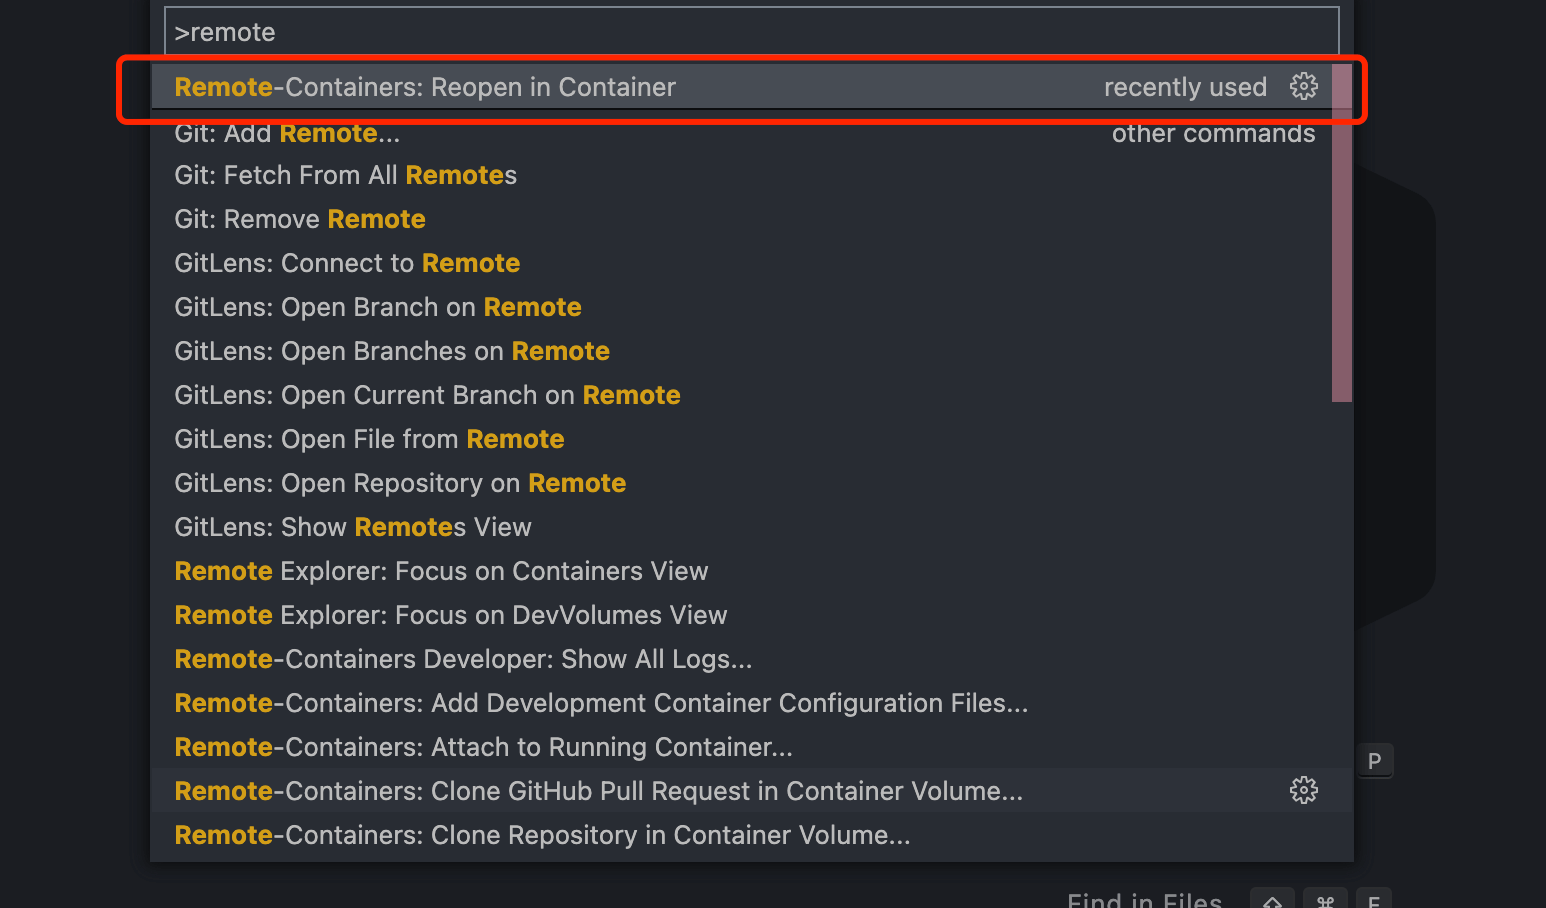 >remote
Remote-Containers: Reopen in Container recently used
Git: Add Remote... other commands
Git: Fetch From All Remotes
Git: Remove Remote
GitLens: Connect to Remote
GitLens: Open Branch on Remote
GitLens: Open Branches on Remote
GitLens: Open Current Branch on Remote
GitLens: Open File from Remote
GitLens: Open Repository on Remote
GitLens: Show Remotes View
Remote Explorer: Focus on Containers View
Remote Explorer: Focus on DevVolumes View
Remote-Containers Developer: Show All Logs...
Remote-Containers: Add Development Container Configuration Files...
Remote-Containers: Attach to Running Container...
P
Remote-Containers: Clone GitHub Pull Request in Container Volume...
Remote-Containers: Clone Repository in Container Volume...
Find in Files ⇧ ⌘ F